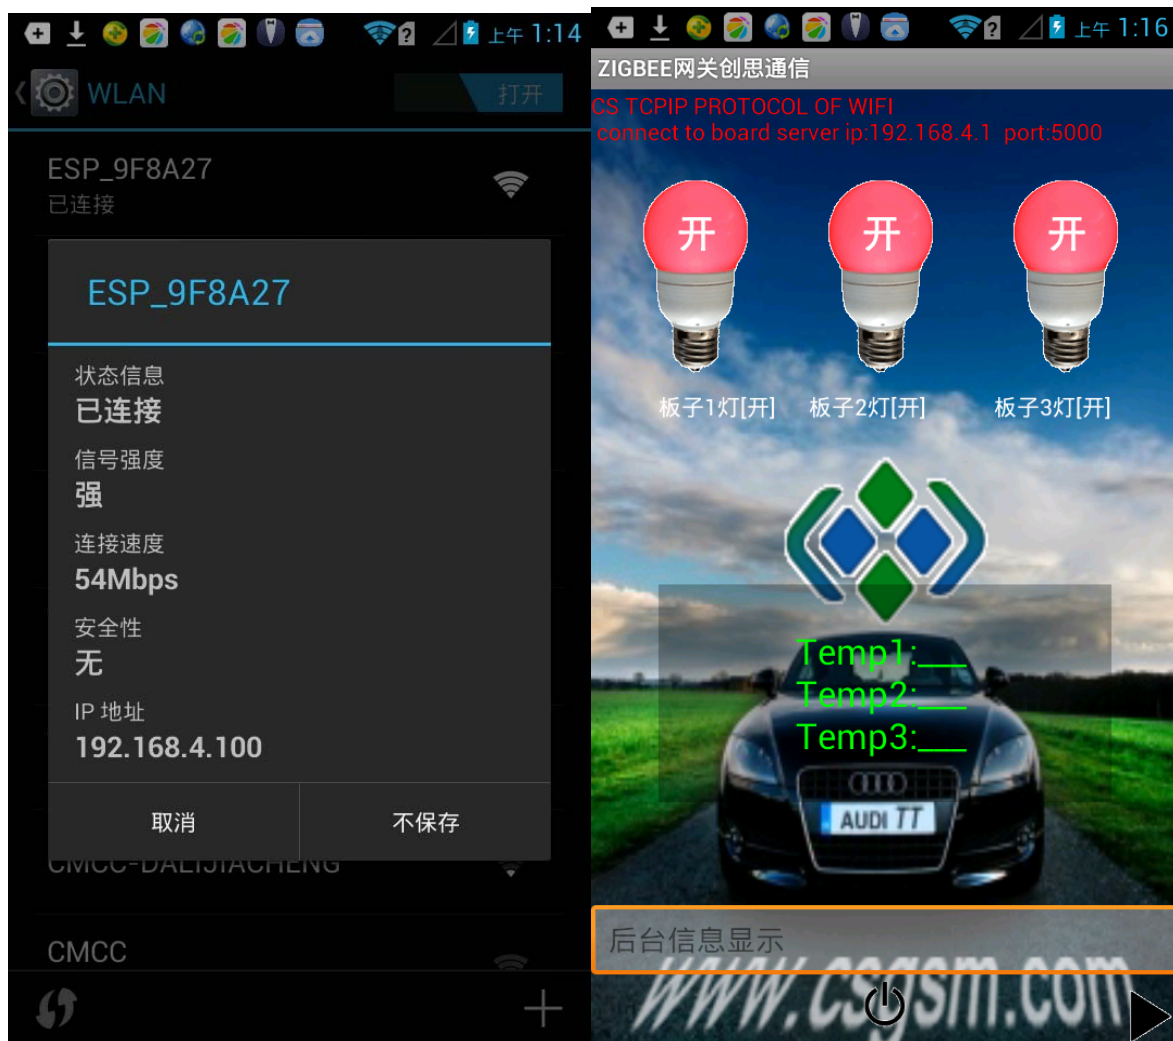 上午 1:14
WLAN
打开
ESP_9F8A27
已连接
ESP_9F8A27
状态信息
已连接
信号强度
强
连接速度
54Mbps
安全性
无
IP 地址
192.168.4.100
取消
不保存
CMCC-DALIJIACHENG
CMCC
上午 1:16
ZIGBEE网关创思通信
CS TCPIP PROTOCOL OF WIFI
connect to board server ip:192.168.4.1 port:5000
开 开 开
板子1灯[开] 板子2灯[开] 板子3灯[开]
Temp1:___
Temp2:___
Temp3:___
AUDI TT
后台信息显示
www.csgsm.com